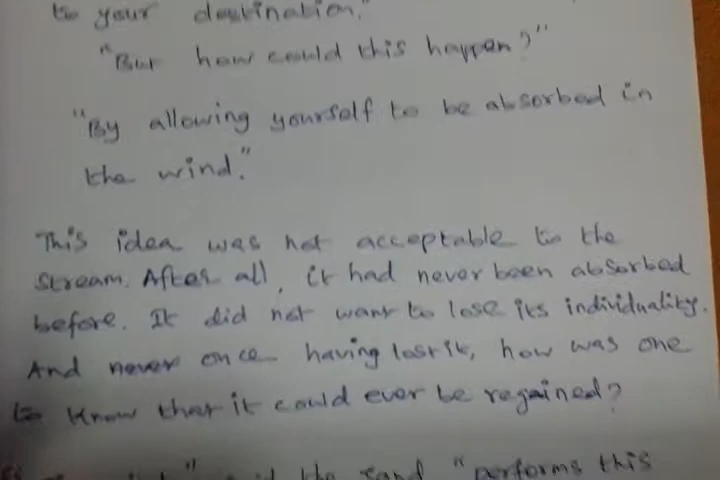 to your destination."
"But how could this happen?"
"By allowing yourself to be absorbed in
the wind."
This idea was not acceptable to the
stream. After all, it had never been absorbed
before. It did not want to lose its individuality.
And never once having lost it, how was one
to know that it could ever be regained?
" said the sand "performs this